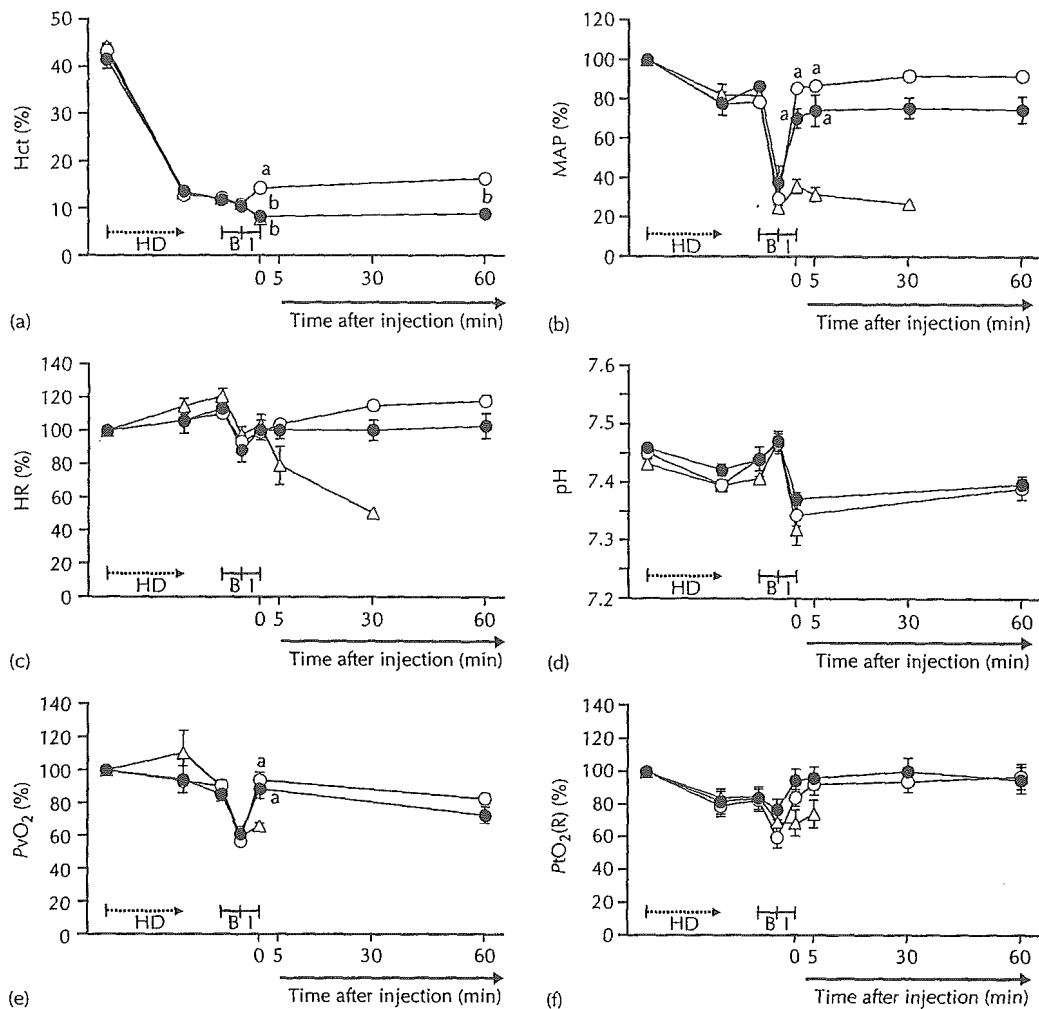 50
40
30
20
10
0
Hct (%)
a
b
b
b
HD
B
I
0 5 30 60
Time after injection (min)
(a)
120
100
80
60
40
20
0
MAP (%)
a a
a
a
HD
B
I
0 5 30 60
Time after injection (min)
(b)
140
120
100
80
60
40
20
0
HR (%)
HD
B
I
0 5 30 60
Time after injection (min)
(c)
7.6
7.5
7.4
7.3
7.2
pH
HD
B
I
0 5 30 60
Time after injection (min)
(d)
140
120
100
80
60
40
20
0
PvO₂ (%)
a
a
HD
B
I
0 5 30 60
Time after injection (min)
(e)
140
120
100
80
60
40
20
0
PtO₂(R) (%)
HD
B
I
0 5 30 60
Time after injection (min)
(f)